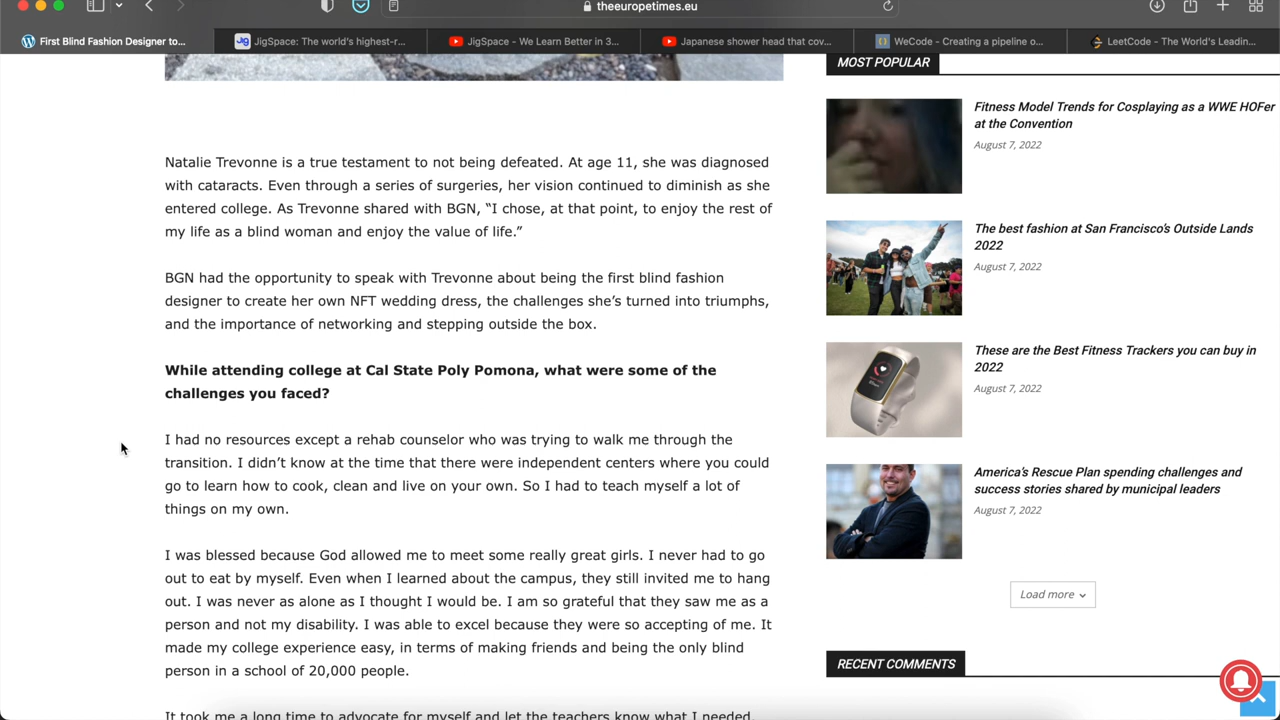 theeuropetimes.eu
First Blind Fashion Designer to...
JigSpace: The world's highest-r...
JigSpace - We Learn Better in 3...
Japanese shower head that cov...
WeCode - Creating a pipeline o...
LeetCode - The World's Leadin...
Natalie Trevonne is a true testament to not being defeated. At age 11, she was diagnosed
with cataracts. Even through a series of surgeries, her vision continued to diminish as she
entered college. As Trevonne shared with BGN, “I chose, at that point, to enjoy the rest of
my life as a blind woman and enjoy the value of life.”
BGN had the opportunity to speak with Trevonne about being the first blind fashion
designer to create her own NFT wedding dress, the challenges she’s turned into triumphs,
and the importance of networking and stepping outside the box.
While attending college at Cal State Poly Pomona, what were some of the
challenges you faced?
I had no resources except a rehab counselor who was trying to walk me through the
transition. I didn’t know at the time that there were independent centers where you could
go to learn how to cook, clean and live on your own. So I had to teach myself a lot of
things on my own.
I was blessed because God allowed me to meet some really great girls. I never had to go
out to eat by myself. Even when I learned about the campus, they still invited me to hang
out. I was never as alone as I thought I would be. I am so grateful that they saw me as a
person and not my disability. I was able to excel because they were so accepting of me. It
made my college experience easy, in terms of making friends and being the only blind
person in a school of 20,000 people.
It took me a long time to advocate for myself and let the teachers know what I needed.
MOST POPULAR
Fitness Model Trends for Cosplaying as a WWE HOFer
at the Convention
August 7, 2022
The best fashion at San Francisco’s Outside Lands
2022
August 7, 2022
These are the Best Fitness Trackers you can buy in
2022
August 7, 2022
America’s Rescue Plan spending challenges and
success stories shared by municipal leaders
August 7, 2022
Load more
RECENT COMMENTS